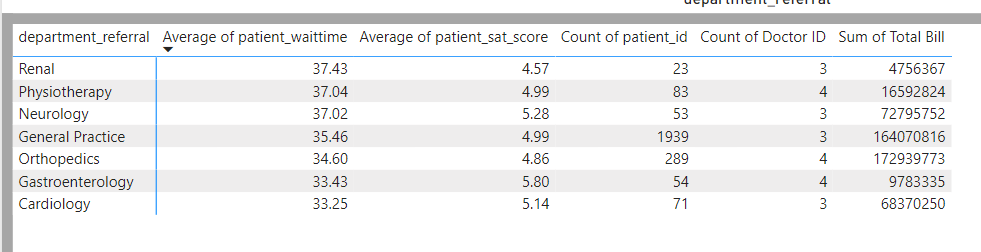 department_referral
department_referral Average of patient_waittime Average of patient_sat_score Count of patient_id Count of Doctor ID Sum of Total Bill
Renal 37.43 4.57 23 3 4756367
Physiotherapy 37.04 4.99 83 4 16592824
Neurology 37.02 5.28 53 3 72795752
General Practice 35.46 4.99 1939 3 164070816
Orthopedics 34.60 4.86 289 4 172939773
Gastroenterology 33.43 5.80 54 4 9783335
Cardiology 33.25 5.14 71 3 68370250